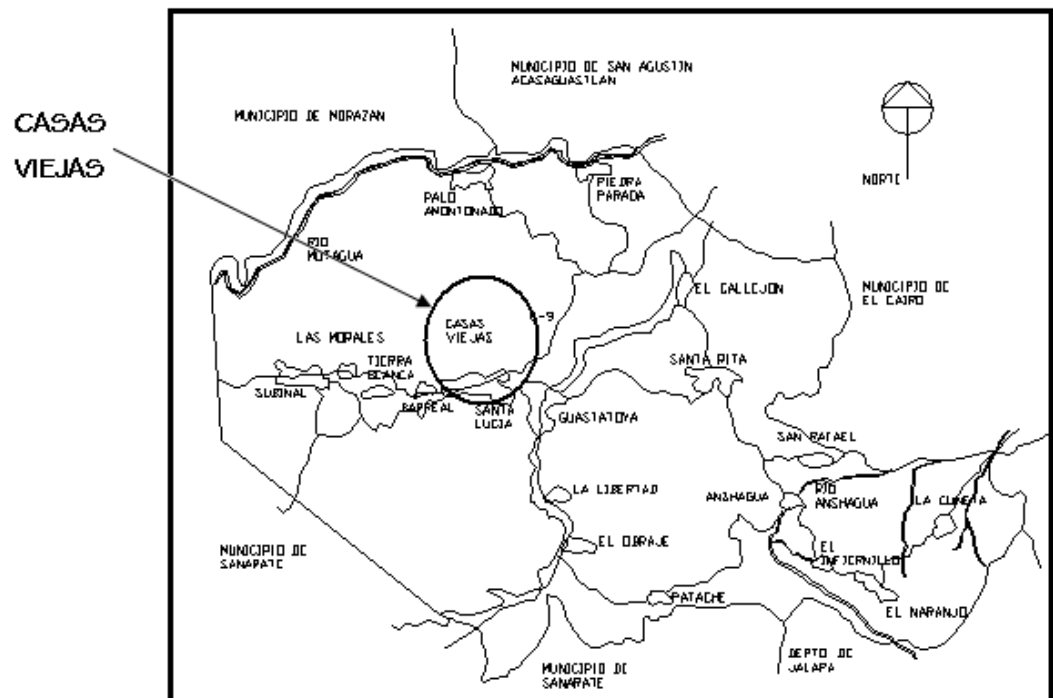 CASAS
VIEJAS
MUNICIPIO DE SAN AGUSTIN
ACASAGUASTLAN
MUNICIPIO DE MORAZAN
NORTE
PIEDRA
PARADA
PALO
AMONTONADO
RIO
MOTAGUA
EL CALLEJON
MUNICIPIO DE
EL CAIRO
CASAS
VIEJAS
-9
LAS MORALES
TIERRA
BLANCA
SANTA RITA
SUBINAL
BARREAL
SANTA
LUCIA
GUASTATOYA
SAN RAFAEL
LA LIBERTAD
ANSHAGUA
RIO
ANSHAGUA
LA CUNETA
EL OBRAJE
EL
INFIERNILLO
MUNICIPIO DE
SANARATE
PATACHE
EL NARANJO
MUNICIPIO DE
SANARATE
DEPTO DE
JALAPA